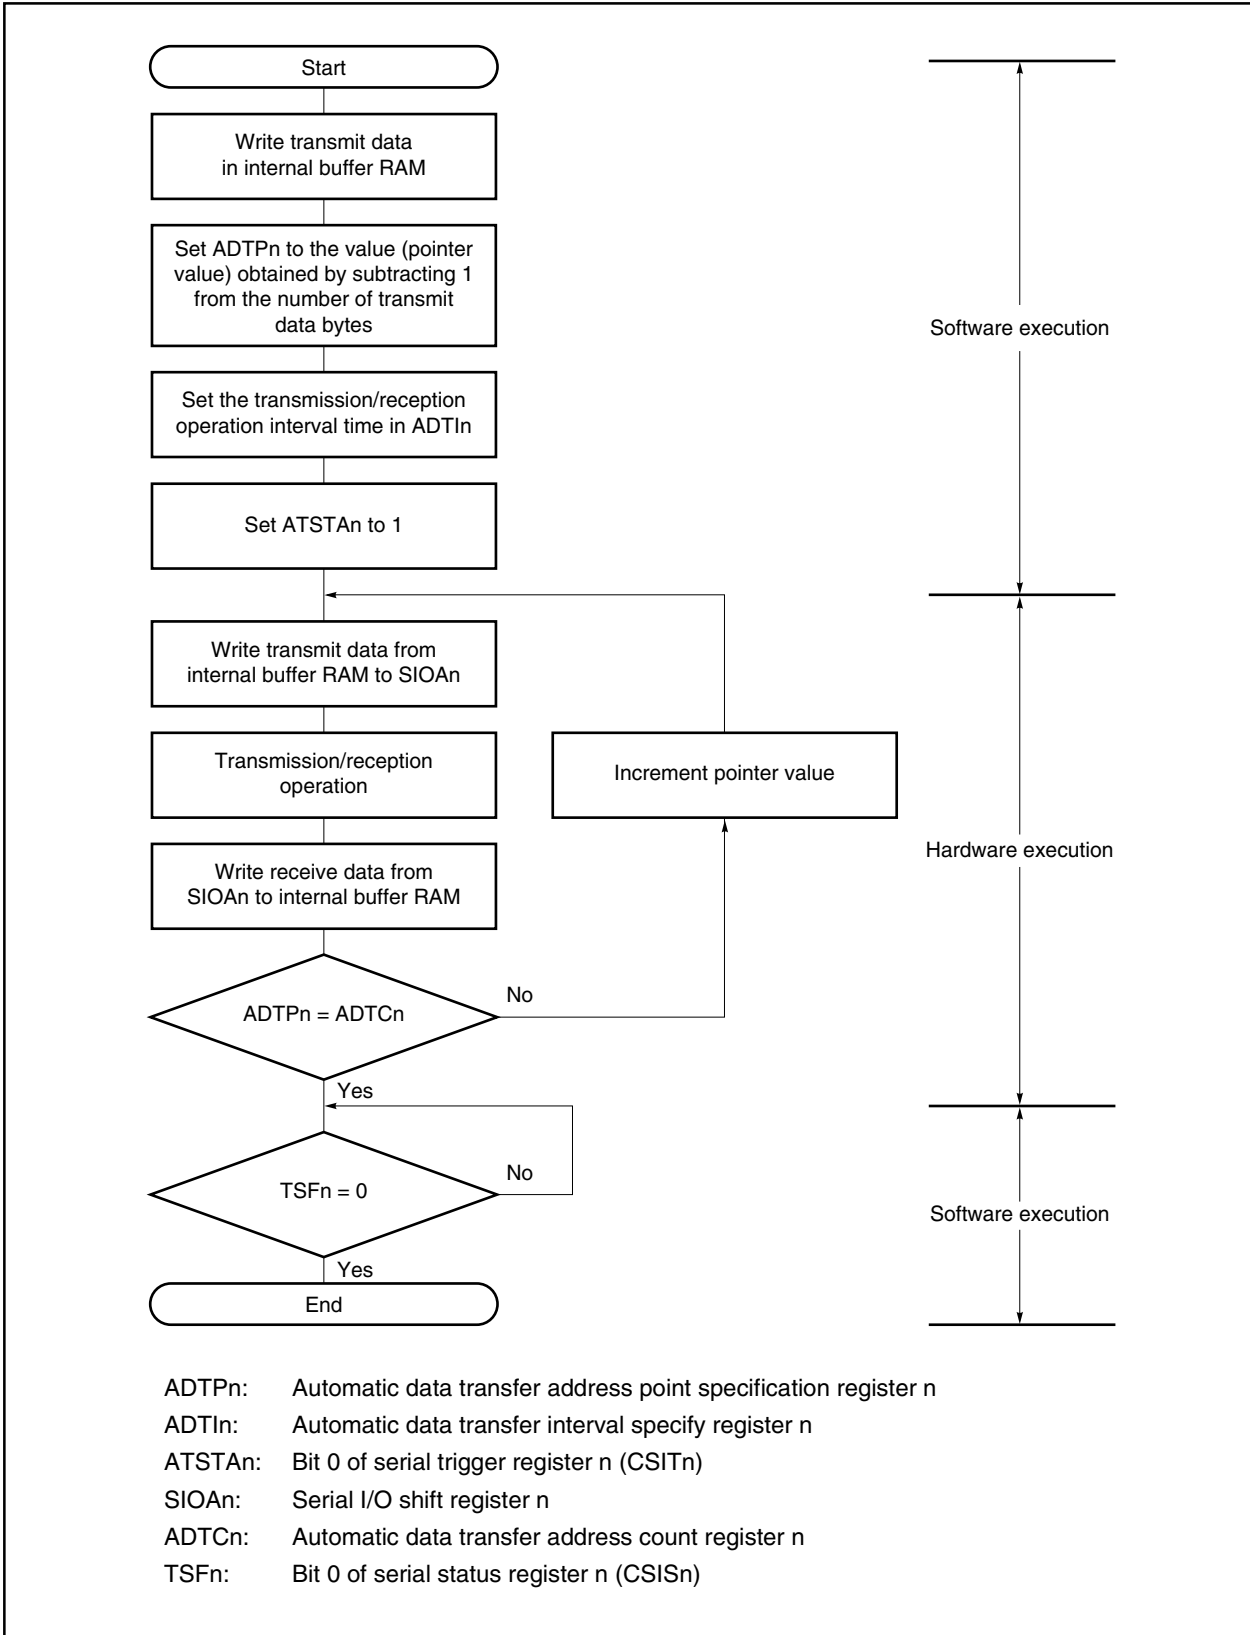 Start
Write transmit data
in internal buffer RAM
Set ADTPn to the value (pointer
value) obtained by subtracting 1
from the number of transmit
data bytes
Software execution
Set the transmission/reception
operation interval time in ADTIn
Set ATSTAn to 1
Write transmit data from
internal buffer RAM to SIOAn
Transmission/reception
operation
Increment pointer value
Hardware execution
Write receive data from
SIOAn to internal buffer RAM
ADTPn = ADTCn
No
Yes
TSFn = 0
No
Software execution
Yes
End
ADTPn: Automatic data transfer address point specification register n
ADTIn: Automatic data transfer interval specify register n
ATSTAn: Bit 0 of serial trigger register n (CSITn)
SIOAn: Serial I/O shift register n
ADTCn: Automatic data transfer address count register n
TSFn: Bit 0 of serial status register n (CSISn)